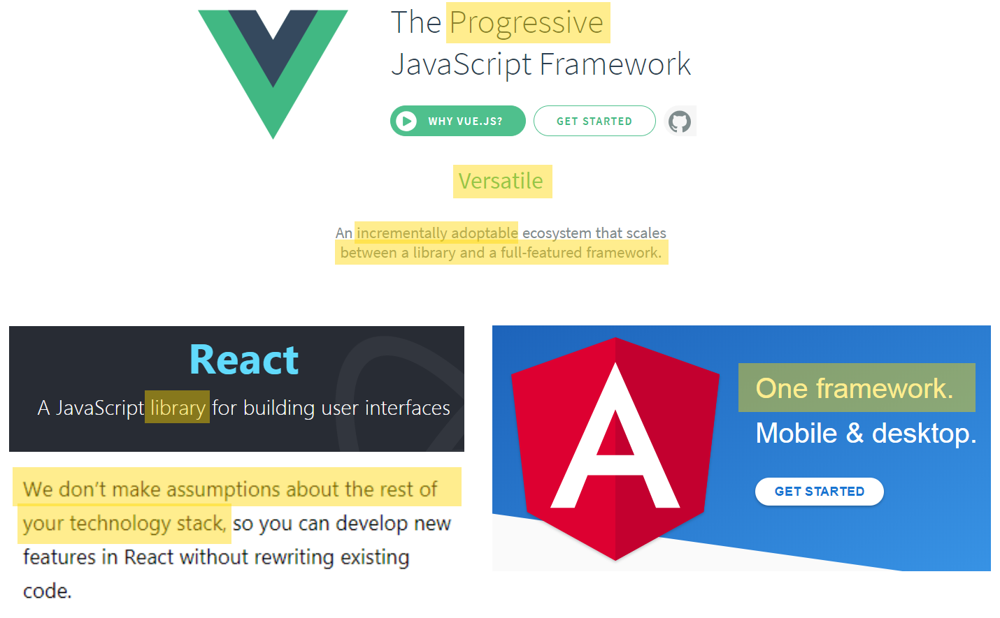 The Progressive
JavaScript Framework
WHY VUE.JS?
GET STARTED
Versatile
An incrementally adoptable ecosystem that scales
between a library and a full-featured framework.
React
A JavaScript library for building user interfaces
We don’t make assumptions about the rest of
your technology stack, so you can develop new
features in React without rewriting existing
code.
A
One framework.
Mobile & desktop.
GET STARTED